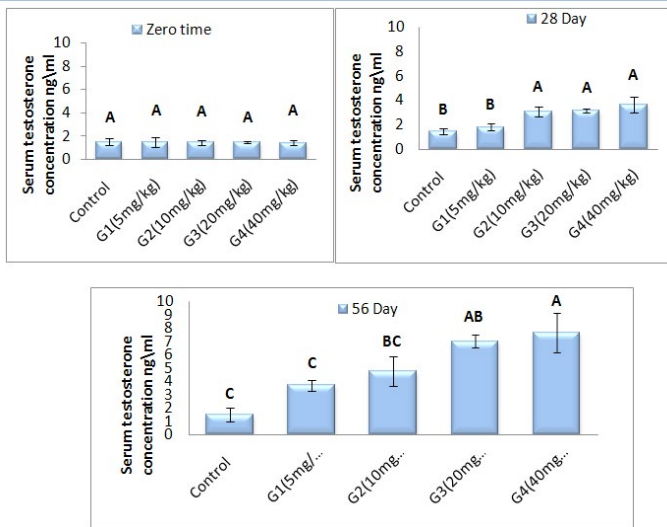 Zero time
Serum testosterone
concentration ng\ml
10
8
6
4
2
0
A
A
A
A
A
Control
G1(5mg/kg)
G2(10mg/kg)
G3(20mg/kg)
G4(40mg/kg)
28 Day
Serum testosterone
concentration ng\ml
10
8
6
4
2
0
B
B
A
A
A
Control
G1(5mg/kg)
G2(10mg/kg)
G3(20mg/kg)
G4(40mg/kg)
56 Day
Serum testosterone
concentration ng\ml
10
9
8
7
6
5
4
3
2
1
0
C
C
BC
AB
A
Control
G1(5mg/...
G2(10mg...
G3(20mg...
G4(40mg...